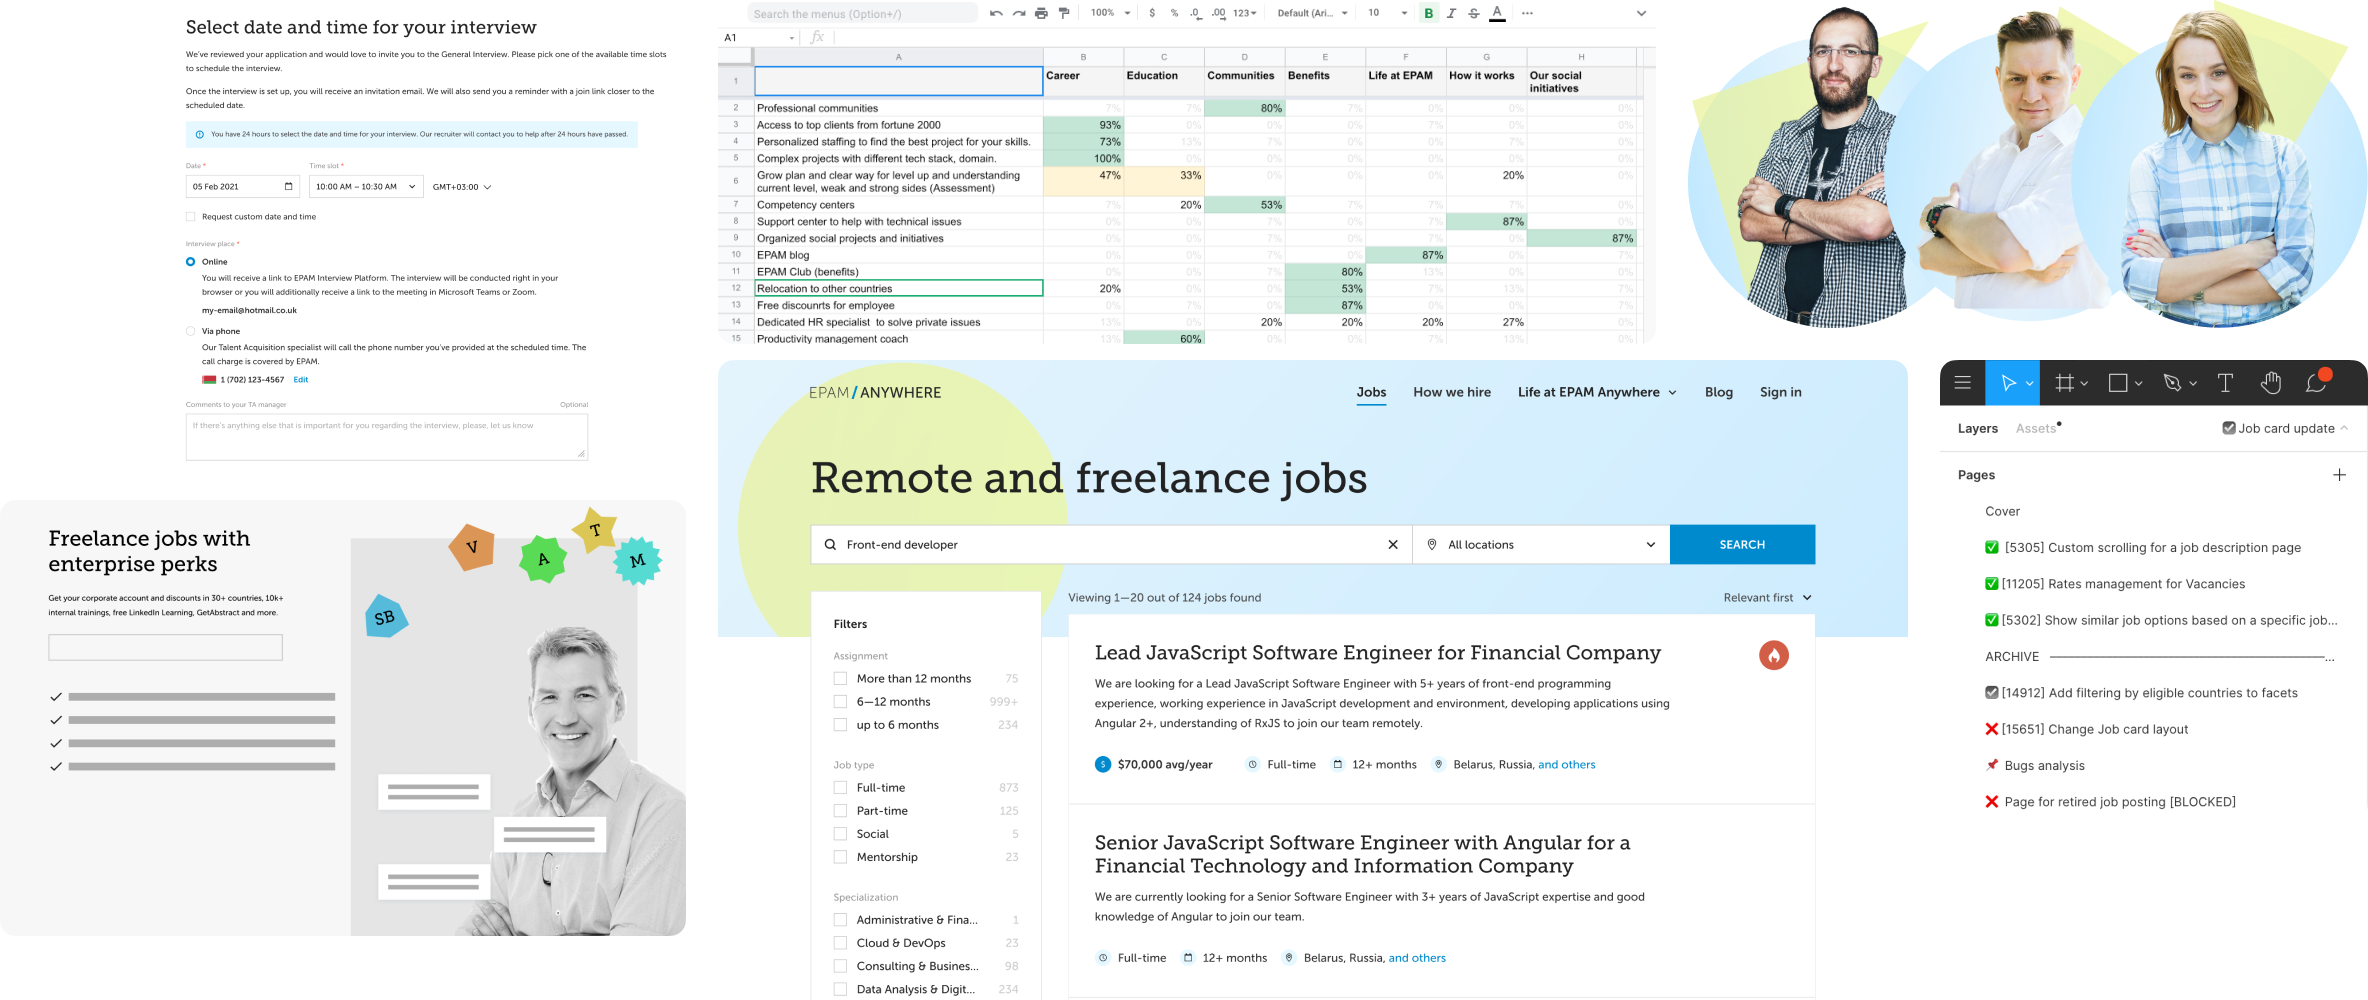 Select date and time for your interview
We've reviewed your application and would love to invite you to the General Interview. Please pick one of the available time slots
to schedule the interview.
Once the interview is set up, you will receive an invitation email. We will also send you a reminder with a join link closer to the
scheduled date.
You have 24 hours to select the date and time for your interview. Our recruiter will contact you to help after 24 hours have passed.
Date * Time slot *
05 Feb 2021 10:00 AM – 10:30 AM GMT+03:00
Request custom date and time
Interview place *
Online
You will receive a link to EPAM Interview Platform. The interview will be conducted right in your
browser or you will additionally receive a link to the meeting in Microsoft Teams or Zoom.
my-email@hotmail.co.uk
Via phone
Our Talent Acquisition specialist will call the phone number you've provided at the scheduled time. The
call charge is covered by EPAM.
1 (702) 123-4567 Edit
Comments to your TA manager Optional
If there's anything else that is important for you regarding the interview, please, let us know
Freelance jobs with
enterprise perks
Get your corporate account and discounts in 30+ countries, 10k+
internal trainings, free LinkedIn Learning, GetAbstract and more.
V
A
T
M
SB
Search the menus (Option+/) 100% $ % .0 .00 123 Default (Ari... 10 B I S A
A1 fx
A B C D E F G H
1 Career Education Communities Benefits Life at EPAM How it works Our social
initiatives
2 Professional communities 7% 7% 80% 7% 0% 0% 0%
3 Access to top clients from fortune 2000 93% 0% 0% 0% 7% 0% 0%
4 Personalized staffing to find the best project for your skills. 73% 13% 7% 0% 0% 7% 0%
5 Complex projects with different tech stack, domain. 100% 0% 0% 0% 0% 0% 0%
6 Grow plan and clear way for level up and understanding 47% 33% 0% 0% 0% 20% 0%
current level, weak and strong sides (Assessment)
7 Competency centers 7% 20% 53% 7% 7% 7% 0%
8 Support center to help with technical issues 0% 0% 7% 0% 7% 87% 0%
9 Organized social projects and initiatives 0% 0% 7% 0% 7% 0% 87%
10 EPAM blog 0% 0% 7% 0% 87% 0% 7%
11 EPAM Club (benefits) 0% 0% 7% 80% 13% 0% 0%
12 Relocation to other countries 20% 0% 0% 53% 7% 13% 7%
13 Free discounrts for employee 0% 7% 0% 87% 0% 0% 7%
14 Dedicated HR specialist to solve private issues 13% 0% 20% 20% 20% 27% 0%
15 Productivity management coach 13% 60% 0% 0% 7% 13% 0%
EPAM / ANYWHERE Jobs How we hire Life at EPAM Anywhere Blog Sign in
Remote and freelance jobs
Front-end developer All locations SEARCH
Viewing 1—20 out of 124 jobs found Relevant first
Filters
Assignment
More than 12 months 75
6—12 months 999+
up to 6 months 234
Job type
Full-time 873
Part-time 125
Social 5
Mentorship 23
Specialization
Administrative & Fina... 1
Cloud & DevOps 23
Consulting & Busines... 98
Data Analysis & Digit... 234
Lead JavaScript Software Engineer for Financial Company
We are looking for a Lead JavaScript Software Engineer with 5+ years of front-end programming
experience, working experience in JavaScript development and environment, developing applications using
Angular 2+, understanding of RxJS to join our team remotely.
$ $70,000 avg/year Full-time 12+ months Belarus, Russia, and others
Senior JavaScript Software Engineer with Angular for a
Financial Technology and Information Company
We are currently looking for a Senior Software Engineer with 3+ years of JavaScript expertise and good
knowledge of Angular to join our team.
Full-time 12+ months Belarus, Russia, and others
T
Layers Assets Job card update
Pages
Cover
[5305] Custom scrolling for a job description page
[11205] Rates management for Vacancies
[5302] Show similar job options based on a specific job...
ARCHIVE ————————————...
[14912] Add filtering by eligible countries to facets
[15651] Change Job card layout
Bugs analysis
Page for retired job posting [BLOCKED]